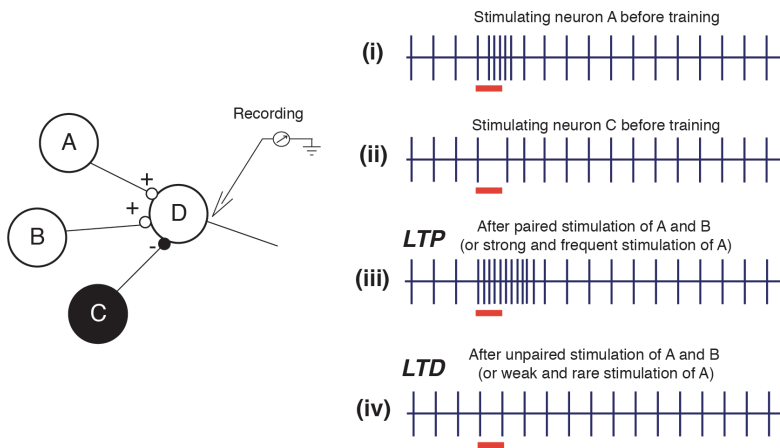 Stimulating neuron A before training
(i)
Stimulating neuron C before training
(ii)
Recording
A
+
+
B
D
-
C
LTP
After paired stimulation of A and B
(or strong and frequent stimulation of A)
(iii)
LTD
After unpaired stimulation of A and B
(or weak and rare stimulation of A)
(iv)